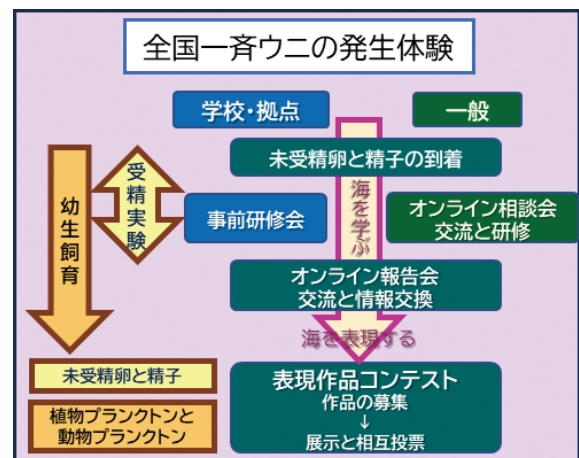 全国一斉ウニの発生体験
学校・拠点
一般
未受精卵と精子の到着
受精実験
幼生飼育
事前研修会
海を学ぶ
オンライン相談会
交流と研修
オンライン報告会
交流と情報交換
海を表現する
未受精卵と精子
植物プランクトンと
動物プランクトン
表現作品コンテスト
作品の募集
↓
展示と相互投票